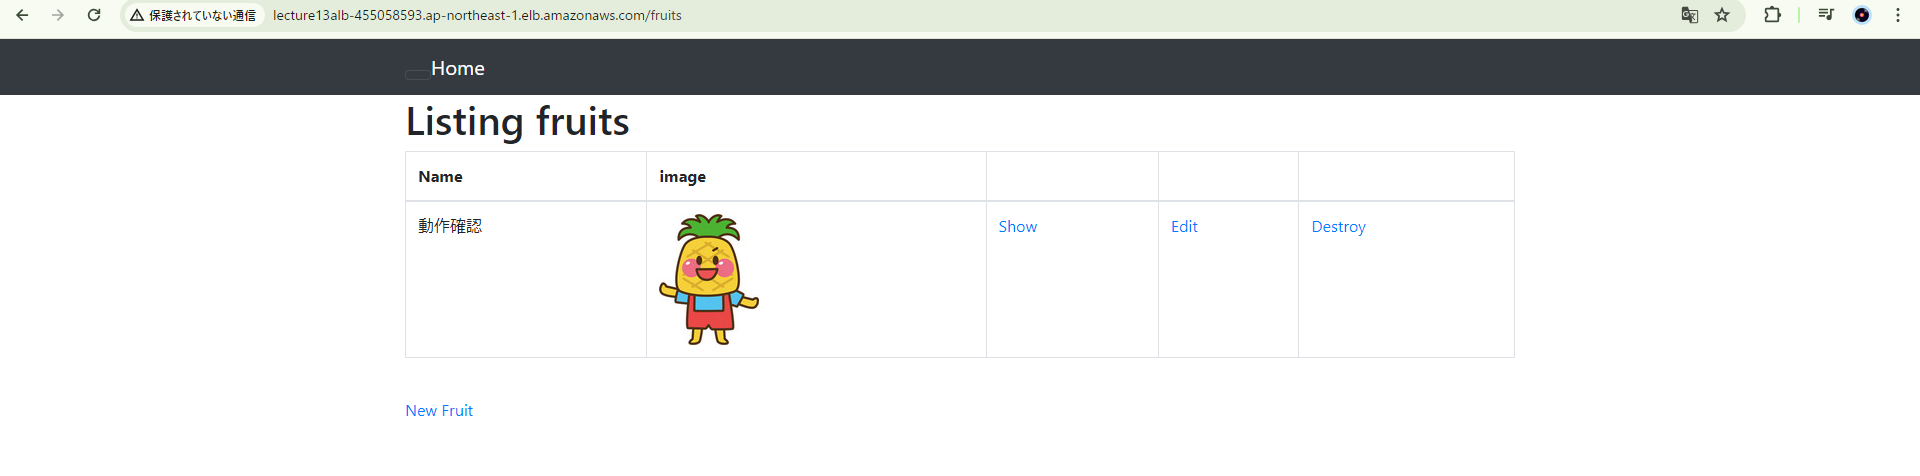 保護されていない通信 lecture13alb-455058593.ap-northeast-1.elb.amazonaws.com/fruits
Home
Listing fruits
Name image
動作確認 Show Edit Destroy
New Fruit